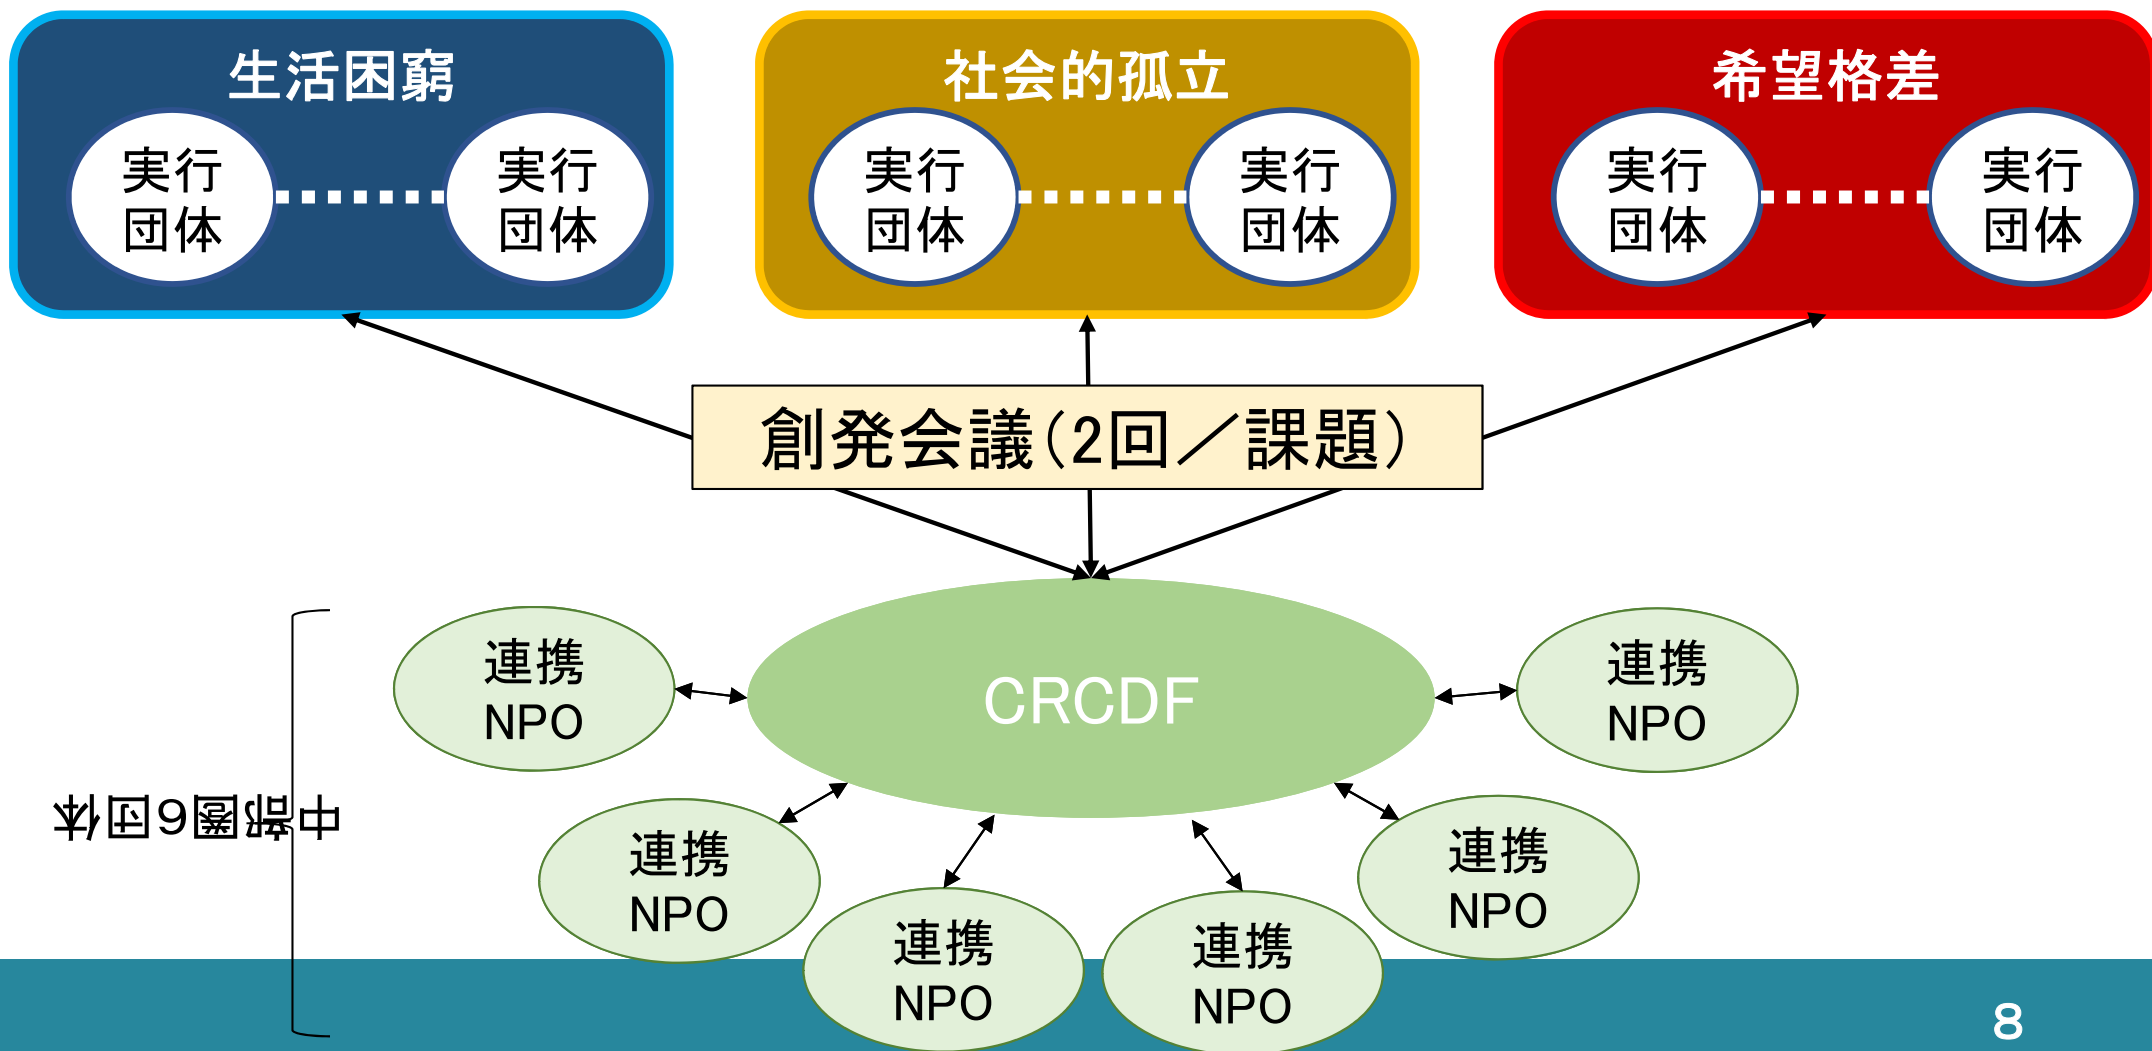 生活困窮
実行
団体
実行
団体
社会的孤立
実行
団体
実行
団体
希望格差
実行
団体
実行
団体
創発会議(2回／課題)
CRCDF
連携
NPO
連携
NPO
連携
NPO
連携
NPO
連携
NPO
連携
NPO
中部圏6団体
8